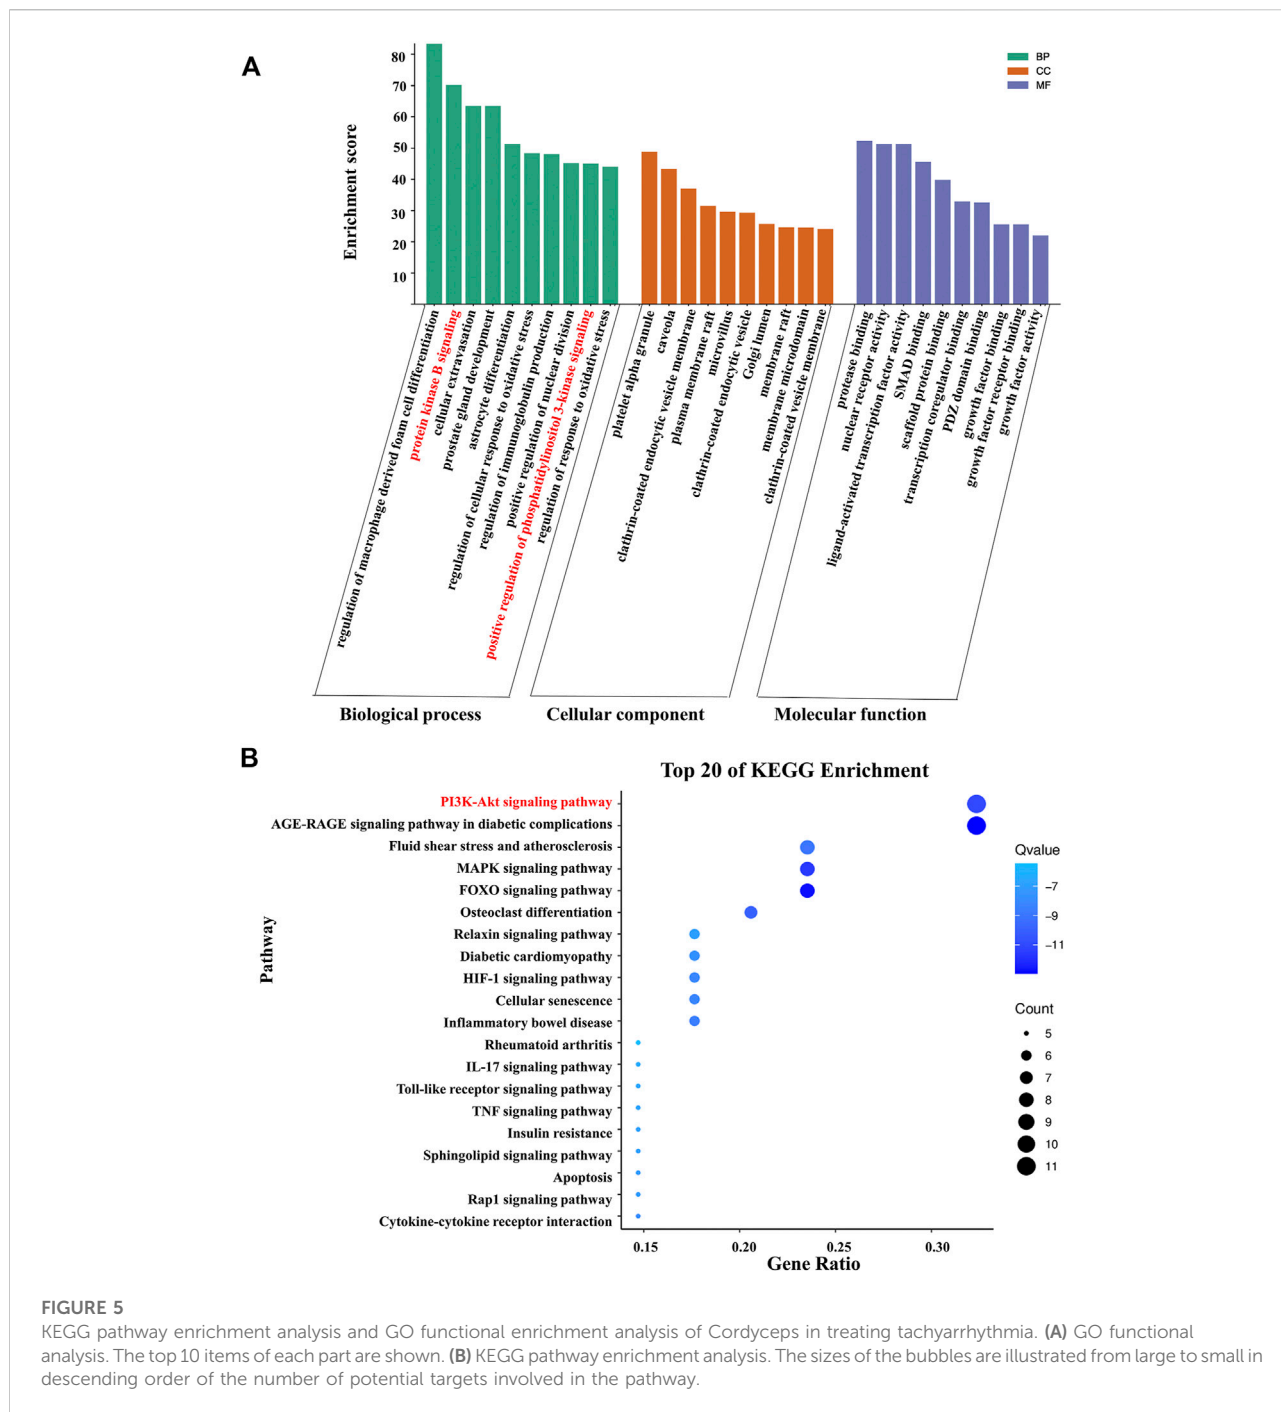 A
BP
CC
MF
Enrichment score
80
70
60
50
40
30
20
10
regulation of macrophage derived foam cell differentiation
protein kinase B signaling
cellular extravasation
prostate gland development
astrocyte differentiation
regulation of cellular response to oxidative stress
regulation of immunoglobulin production
positive regulation of nuclear division
positive regulation of phosphatidylinositol 3-kinase signaling
regulation of response to oxidative stress
platelet alpha granule
caveola
clathrin-coated endocytic vesicle membrane
plasma membrane raft
microvillus
clathrin-coated endocytic vesicle
Golgi lumen
membrane raft
membrane microdomain
clathrin-coated vesicle membrane
protease binding
nuclear receptor activity
ligand-activated transcription factor activity
SMAD binding
scaffold protein binding
transcription coregulator binding
PDZ domain binding
growth factor binding
growth factor receptor binding
growth factor activity
Biological process
Cellular component
Molecular function
B
Top 20 of KEGG Enrichment
Pathway
PI3K-Akt signaling pathway
AGE-RAGE signaling pathway in diabetic complications
Fluid shear stress and atherosclerosis
MAPK signaling pathway
FOXO signaling pathway
Osteoclast differentiation
Relaxin signaling pathway
Diabetic cardiomyopathy
HIF-1 signaling pathway
Cellular senescence
Inflammatory bowel disease
Rheumatoid arthritis
IL-17 signaling pathway
Toll-like receptor signaling pathway
TNF signaling pathway
Insulin resistance
Sphingolipid signaling pathway
Apoptosis
Rap1 signaling pathway
Cytokine-cytokine receptor interaction
0.15
0.20
0.25
0.30
Gene Ratio
Qvalue
−7
−9
−11
Count
5
6
7
8
9
10
11
FIGURE 5
KEGG pathway enrichment analysis and GO functional enrichment analysis of Cordyceps in treating tachyarrhythmia. (A) GO functional
analysis. The top 10 items of each part are shown. (B) KEGG pathway enrichment analysis. The sizes of the bubbles are illustrated from large to small in
descending order of the number of potential targets involved in the pathway.